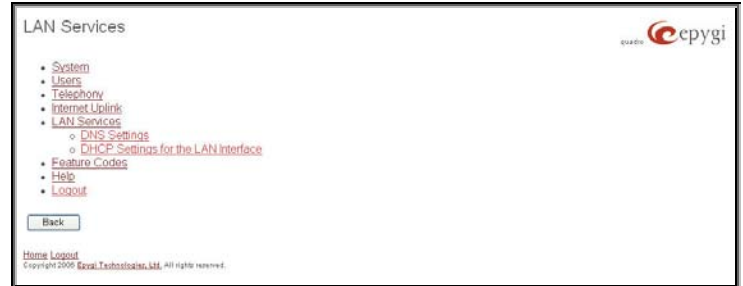 LAN Services
quadro epygi
System
Users
Telephony
Internet Uplink
LAN Services
DNS Settings
DHCP Settings for the LAN Interface
Feature Codes
Help
Logout
Back
Home Logout
Copyright 2006 Epygi Technologies, Ltd. All rights reserved.